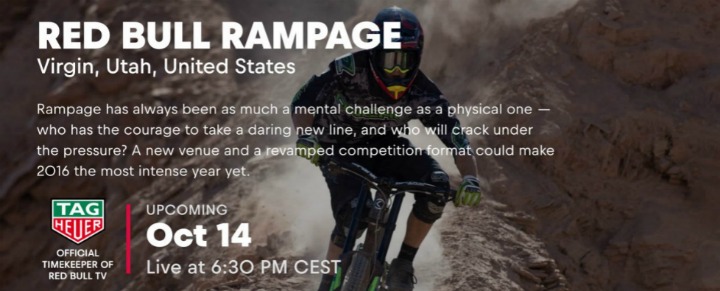 RED BULL RAMPAGE
Virgin, Utah, United States
Rampage has always been as much a mental challenge as a physical one —
who has the courage to take a daring new line, and who will crack under
the pressure? A new venue and a revamped competition format could make
2016 the most intense year yet.
TAG
HEUER
OFFICIAL
TIMEKEEPER OF
RED BULL TV
UPCOMING
Oct 14
Live at 6:30 PM CEST